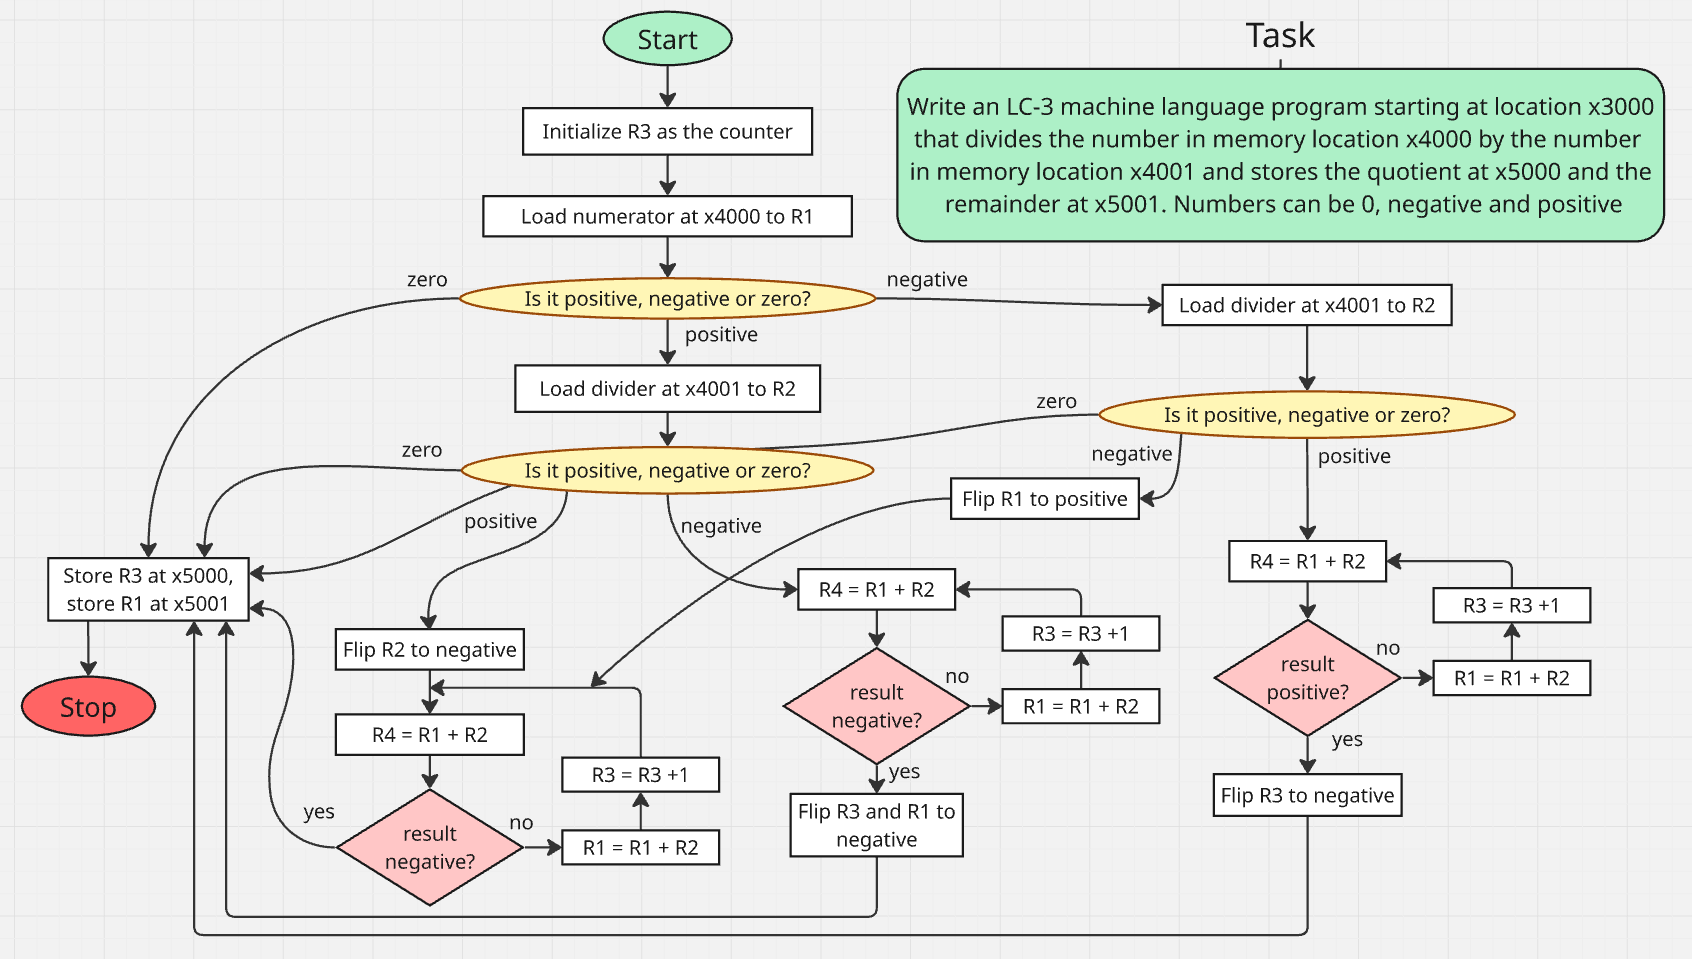 Start
Task
Write an LC-3 machine language program starting at location x3000
that divides the number in memory location x4000 by the number
in memory location x4001 and stores the quotient at x5000 and the
remainder at x5001. Numbers can be 0, negative and positive
Initialize R3 as the counter
Load numerator at x4000 to R1
zero
Is it positive, negative or zero?
negative
positive
Load divider at x4001 to R2
Load divider at x4001 to R2
zero
Is it positive, negative or zero?
negative
positive
zero
Is it positive, negative or zero?
positive
negative
Flip R1 to positive
Store R3 at x5000,
store R1 at x5001
Stop
Flip R2 to negative
R4 = R1 + R2
result
negative?
yes
no
R1 = R1 + R2
R3 = R3 +1
R4 = R1 + R2
result
negative?
no
R1 = R1 + R2
R3 = R3 +1
yes
Flip R3 and R1 to
negative
R4 = R1 + R2
result
positive?
no
R1 = R1 + R2
R3 = R3 +1
yes
Flip R3 to negative